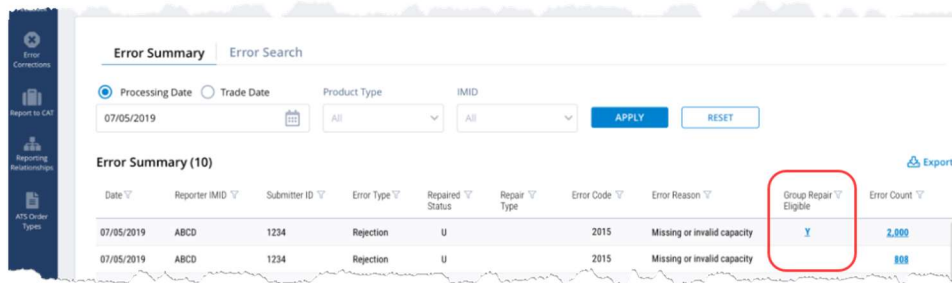 Error Summary Error Search
Error
Corrections
Processing Date Trade Date Product Type IMID
07/05/2019 All All APPLY RESET
Report to CAT
Reporting
Relationships
Error Summary (10) Export
Date Reporter IMID Submitter ID Error Type Repaired Status Repair Type Error Code Error Reason Group Repair Eligible Error Count
ATS Order
Types
07/05/2019 ABCD 1234 Rejection U 2015 Missing or invalid capacity Y 2,000
07/05/2019 ABCD 1234 Rejection U 2015 Missing or invalid capacity 808